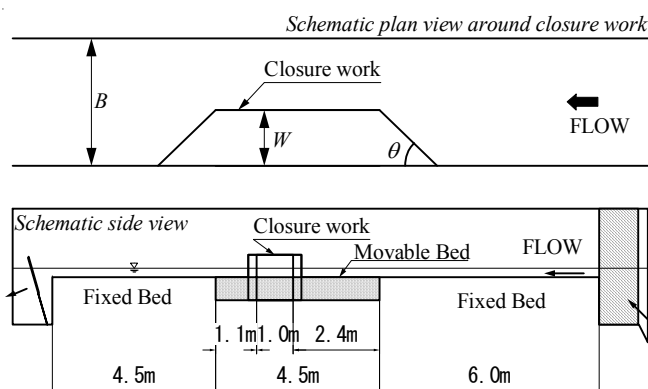 Schematic plan view around closure work
Closure work
B
W
θ
FLOW
Schematic side view
Closure work
Movable Bed
FLOW
Fixed Bed
Fixed Bed
1.1m 1.0m 2.4m
4.5m 4.5m 6.0m